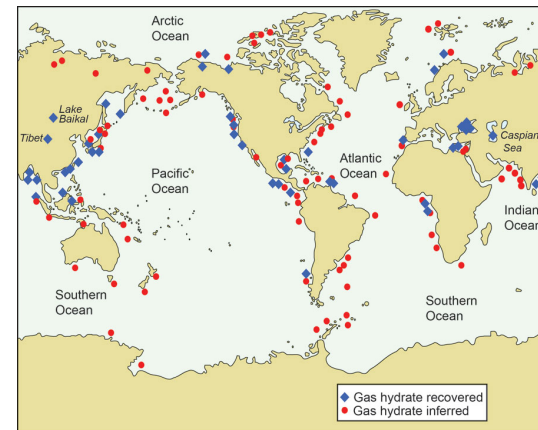 Arctic
Ocean
Lake
Baikal
Tibet
Caspian
Sea
Pacific
Ocean
Atlantic
Ocean
Indian
Ocean
Southern
Ocean
Southern
Ocean
Gas hydrate recovered
Gas hydrate inferred